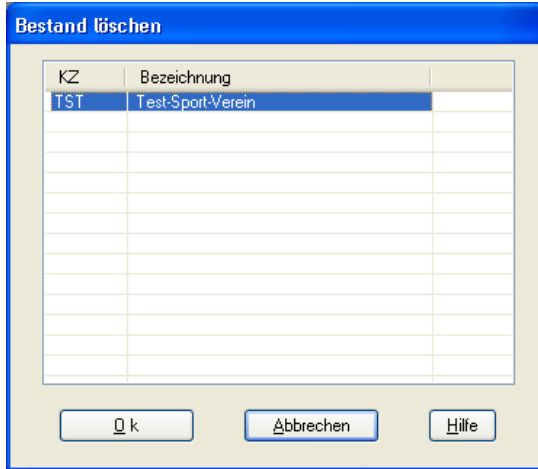 Bestand löschen
KZ Bezeichnung
TST Test-Sport-Verein
Ok Abbrechen Hilfe